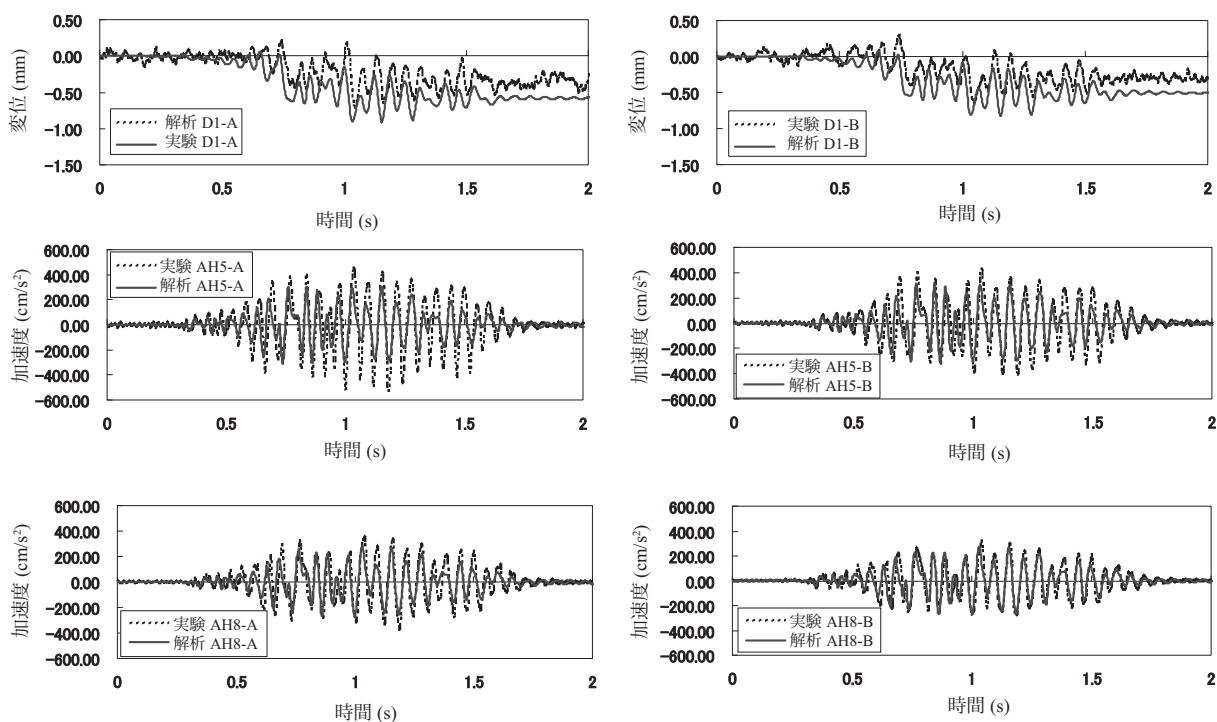 0.50
0.00
−0.50
−1.00
−1.50
変位 (mm)
解析 D1-A
実験 D1-A
0 0.5 1 1.5 2
時間 (s)
0.50
0.00
−0.50
−1.00
−1.50
変位 (mm)
実験 D1-B
解析 D1-B
0 0.5 1 1.5 2
時間 (s)
600.00
400.00
200.00
0.00
−200.00
−400.00
−600.00
加速度 (cm/s²)
実験 AH5-A
解析 AH5-A
0 0.5 1 1.5 2
時間 (s)
600.00
400.00
200.00
0.00
−200.00
−400.00
−600.00
加速度 (cm/s²)
実験 AH5-B
解析 AH5-B
0 0.5 1 1.5 2
時間 (s)
600.00
400.00
200.00
0.00
−200.00
−400.00
−600.00
加速度 (cm/s²)
実験 AH8-A
解析 AH8-A
0 0.5 1 1.5 2
時間 (s)
600.00
400.00
200.00
0.00
−200.00
−400.00
−600.00
加速度 (cm/s²)
実験 AH8-B
解析 AH8-B
0 0.5 1 1.5 2
時間 (s)